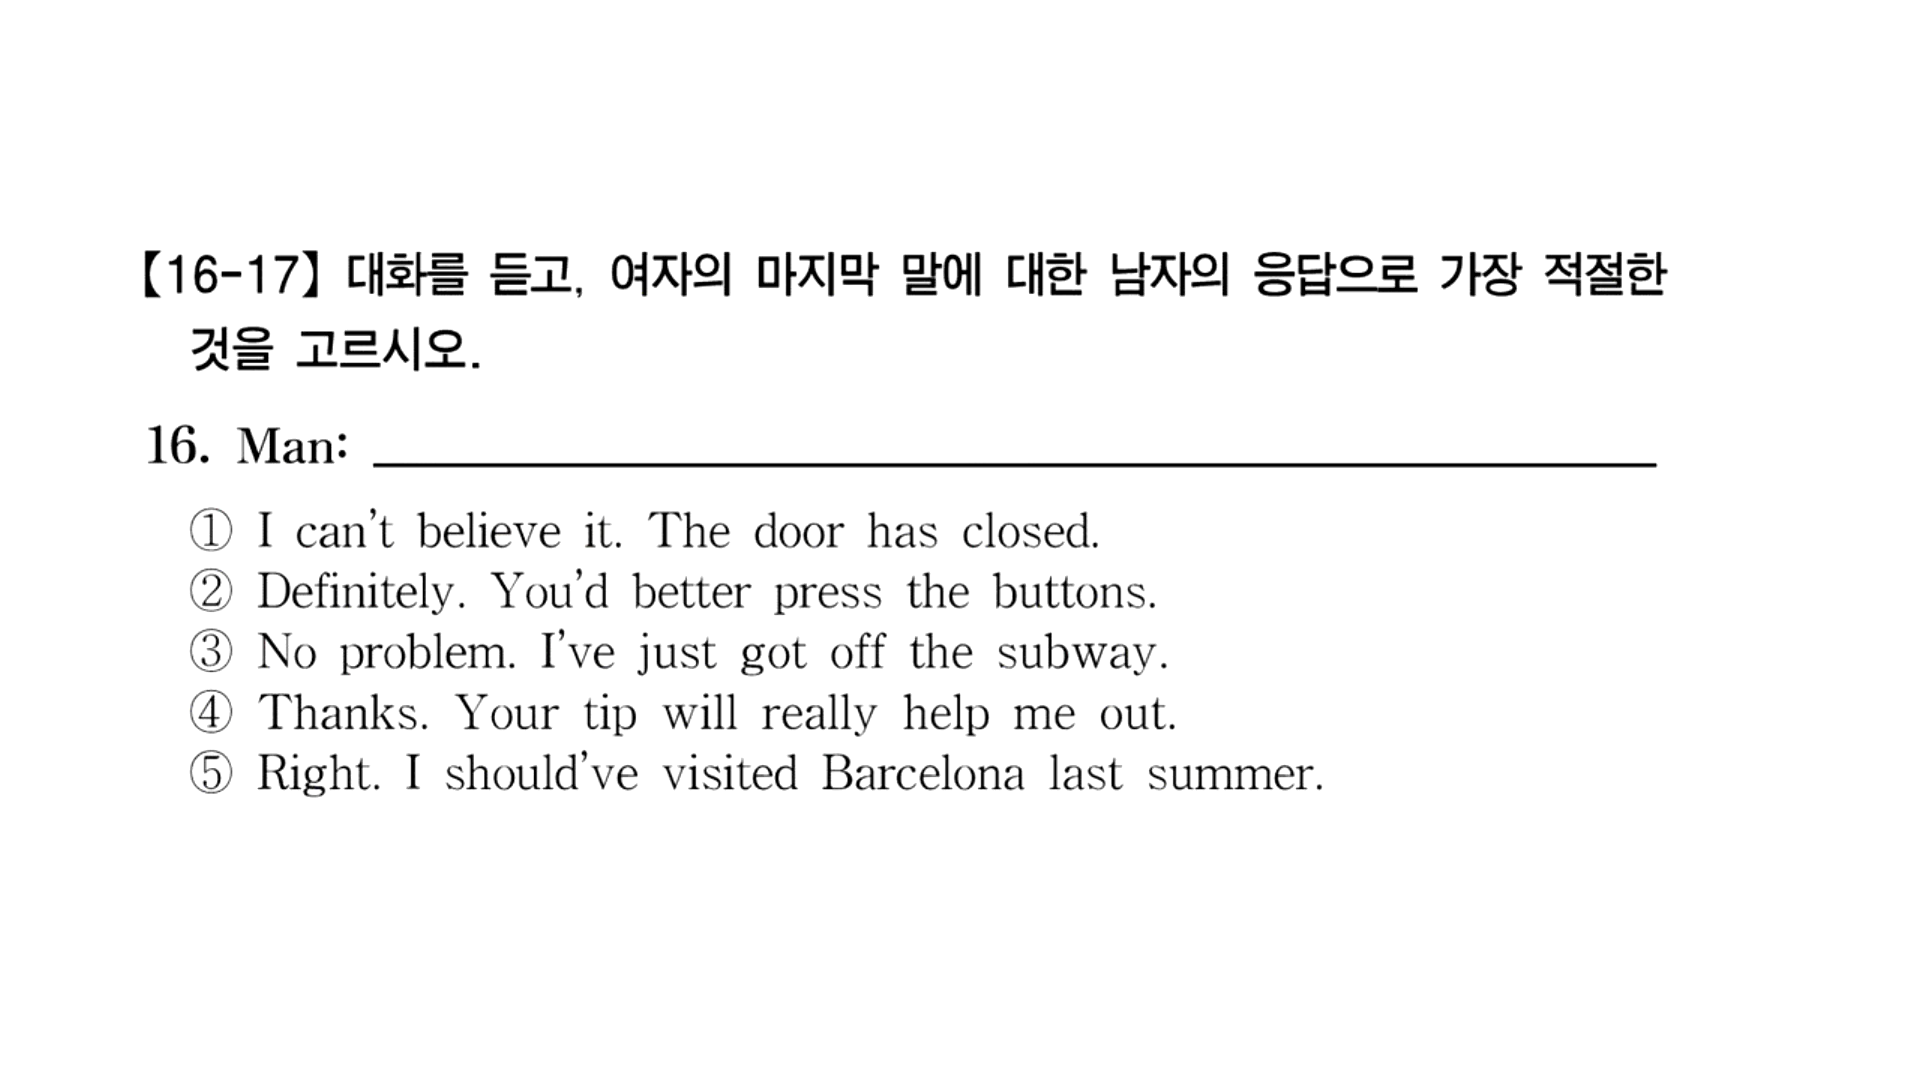 【16-17】 대화를 듣고, 여자의 마지막 말에 대한 남자의 응답으로 가장 적절한
것을 고르시오.
16. Man: ______________________________
① I can’t believe it. The door has closed.
② Definitely. You’d better press the buttons.
③ No problem. I’ve just got off the subway.
④ Thanks. Your tip will really help me out.
⑤ Right. I should’ve visited Barcelona last summer.